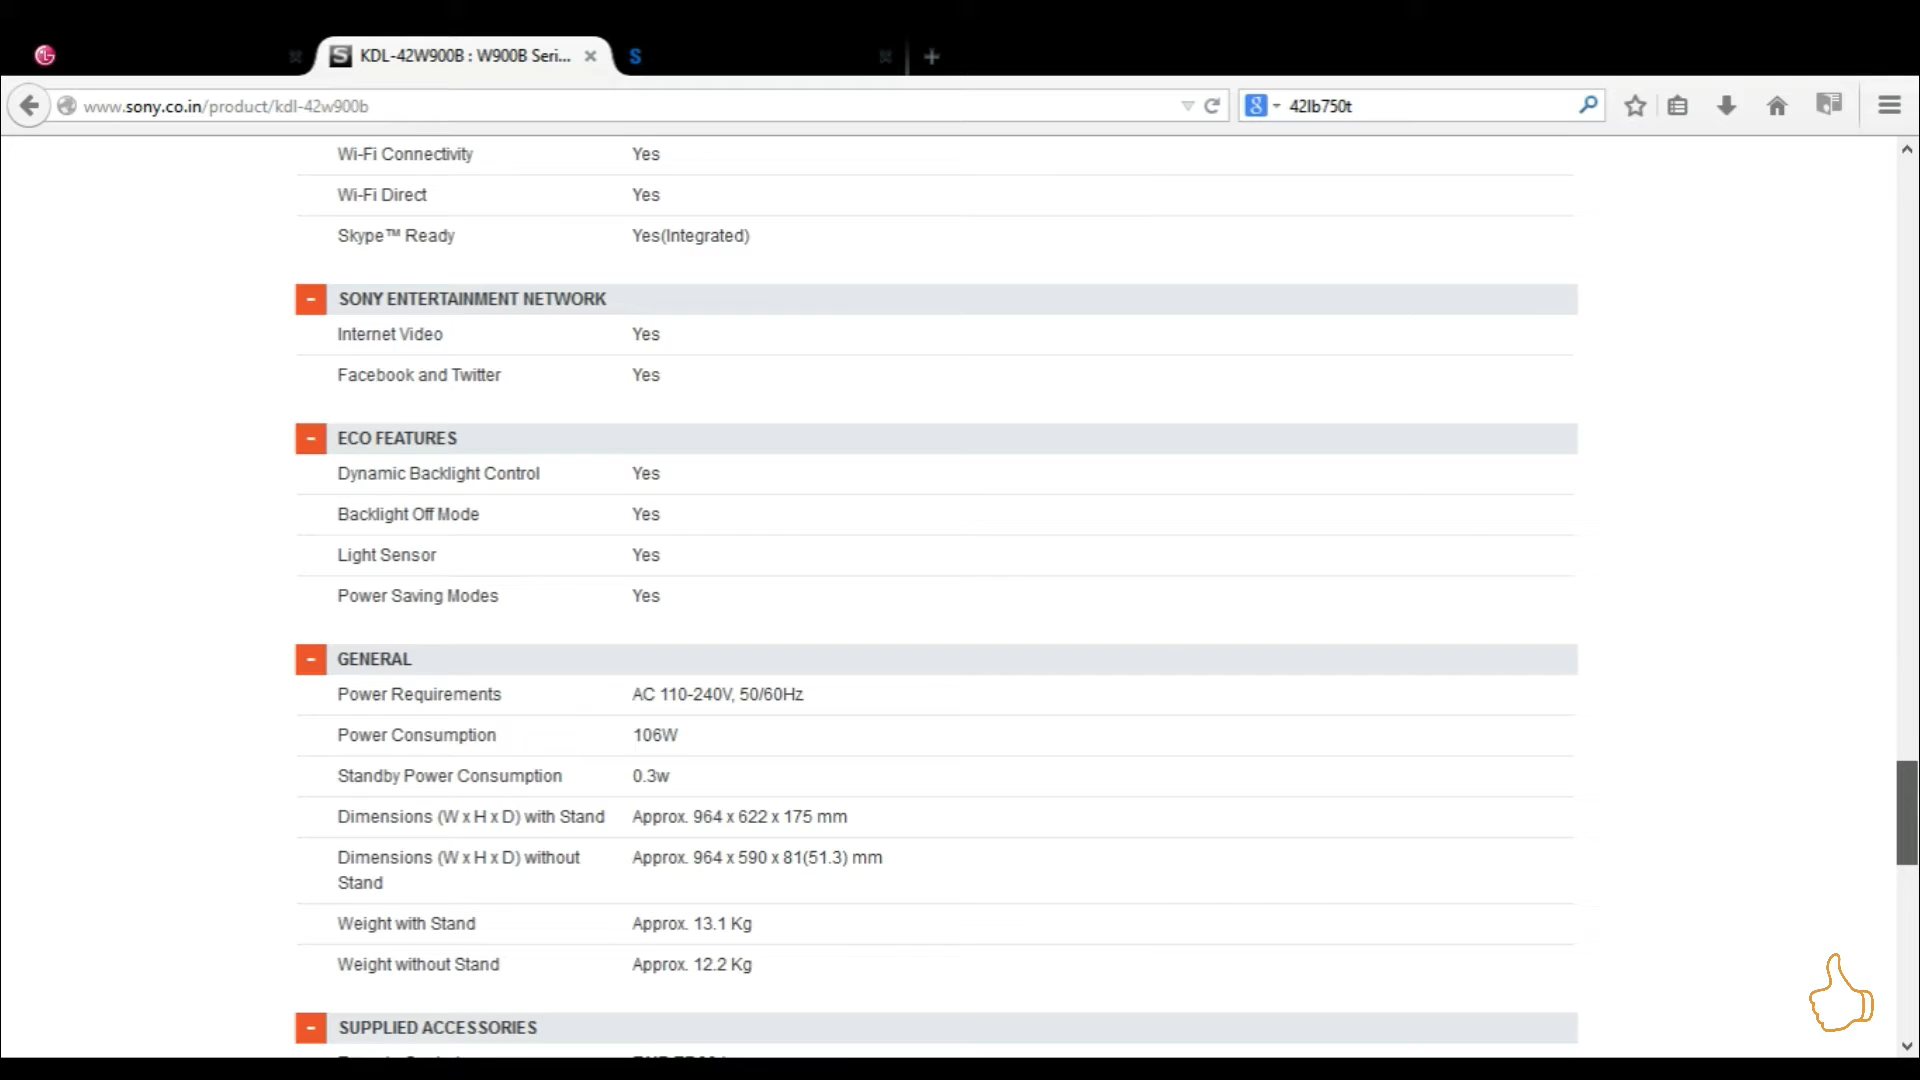 KDL-42W900B : W900B Seri...
www.sony.co.in/product/kdl-42w900b
42lb750t
Wi-Fi Connectivity Yes
Wi-Fi Direct Yes
Skype™ Ready Yes(Integrated)
SONY ENTERTAINMENT NETWORK
Internet Video Yes
Facebook and Twitter Yes
ECO FEATURES
Dynamic Backlight Control Yes
Backlight Off Mode Yes
Light Sensor Yes
Power Saving Modes Yes
GENERAL
Power Requirements AC 110-240V, 50/60Hz
Power Consumption 106W
Standby Power Consumption 0.3w
Dimensions (W x H x D) with Stand Approx. 964 x 622 x 175 mm
Dimensions (W x H x D) without Approx. 964 x 590 x 81(51.3) mm
Stand
Weight with Stand Approx. 13.1 Kg
Weight without Stand Approx. 12.2 Kg
SUPPLIED ACCESSORIES